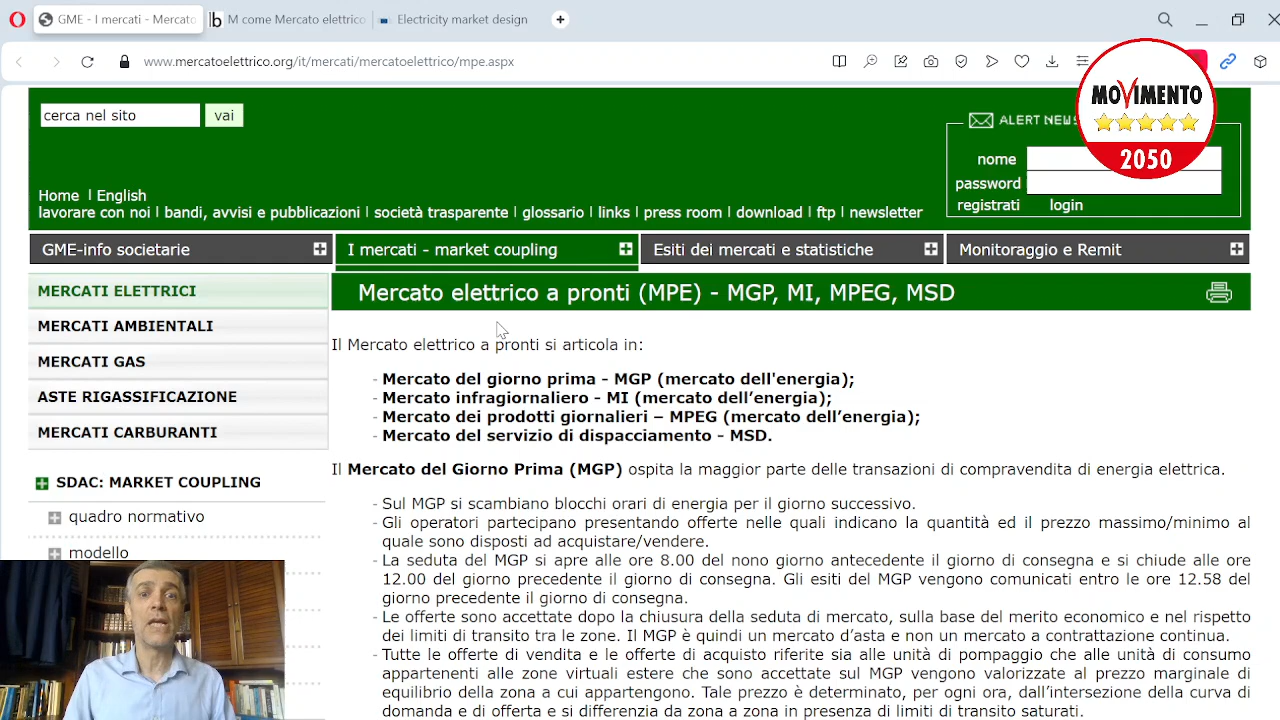 GME - I mercati - Mercato
M come Mercato elettrico
Electricity market design
www.mercatoelettrico.org/it/mercati/mercatoelettrico/mpe.aspx
MOVIMENTO
2050
cerca nel sito
vai
ALERT NEWS
nome
password
registrati
login
Home | English
lavorare con noi | bandi, avvisi e pubblicazioni | società trasparente | glossario | links | press room | download | ftp | newsletter
GME-info societarie
I mercati - market coupling
Esiti dei mercati e statistiche
Monitoraggio e Remit
MERCATI ELETTRICI
MERCATI AMBIENTALI
MERCATI GAS
ASTE RIGASSIFICAZIONE
MERCATI CARBURANTI
SDAC: MARKET COUPLING
quadro normativo
modello
Mercato elettrico a pronti (MPE) - MGP, MI, MPEG, MSD
Il Mercato elettrico a pronti si articola in:
- Mercato del giorno prima - MGP (mercato dell'energia);
- Mercato infragiornaliero - MI (mercato dell’energia);
- Mercato dei prodotti giornalieri – MPEG (mercato dell’energia);
- Mercato del servizio di dispacciamento - MSD.
Il Mercato del Giorno Prima (MGP) ospita la maggior parte delle transazioni di compravendita di energia elettrica.
- Sul MGP si scambiano blocchi orari di energia per il giorno successivo.
- Gli operatori partecipano presentando offerte nelle quali indicano la quantità ed il prezzo massimo/minimo al
quale sono disposti ad acquistare/vendere.
- La seduta del MGP si apre alle ore 8.00 del nono giorno antecedente il giorno di consegna e si chiude alle ore
12.00 del giorno precedente il giorno di consegna. Gli esiti del MGP vengono comunicati entro le ore 12.58 del
giorno precedente il giorno di consegna.
- Le offerte sono accettate dopo la chiusura della seduta di mercato, sulla base del merito economico e nel rispetto
dei limiti di transito tra le zone. Il MGP è quindi un mercato d’asta e non un mercato a contrattazione continua.
- Tutte le offerte di vendita e le offerte di acquisto riferite sia alle unità di pompaggio che alle unità di consumo
appartenenti alle zone virtuali estere che sono accettate sul MGP vengono valorizzate al prezzo marginale di
equilibrio della zona a cui appartengono. Tale prezzo è determinato, per ogni ora, dall’intersezione della curva di
domanda e di offerta e si differenzia da zona a zona in presenza di limiti di transito saturati.